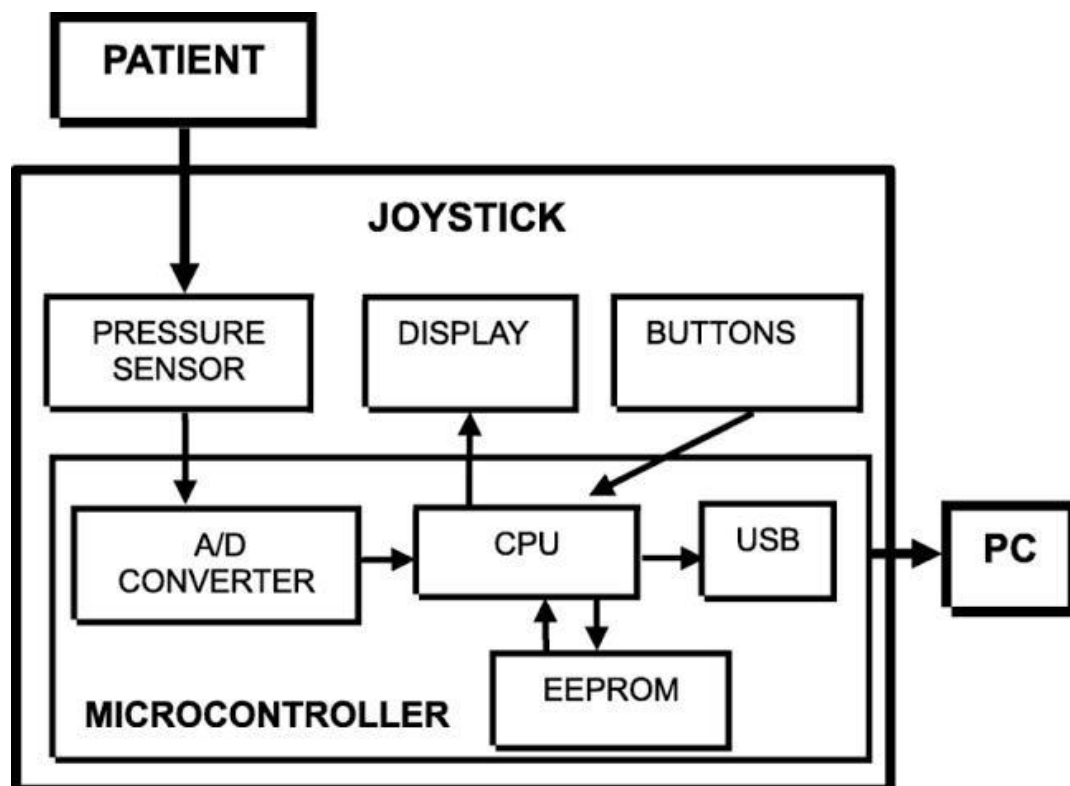 PATIENT
JOYSTICK
PRESSURE
SENSOR
DISPLAY
BUTTONS
A/D
CONVERTER
CPU
USB
PC
EEPROM
MICROCONTROLLER